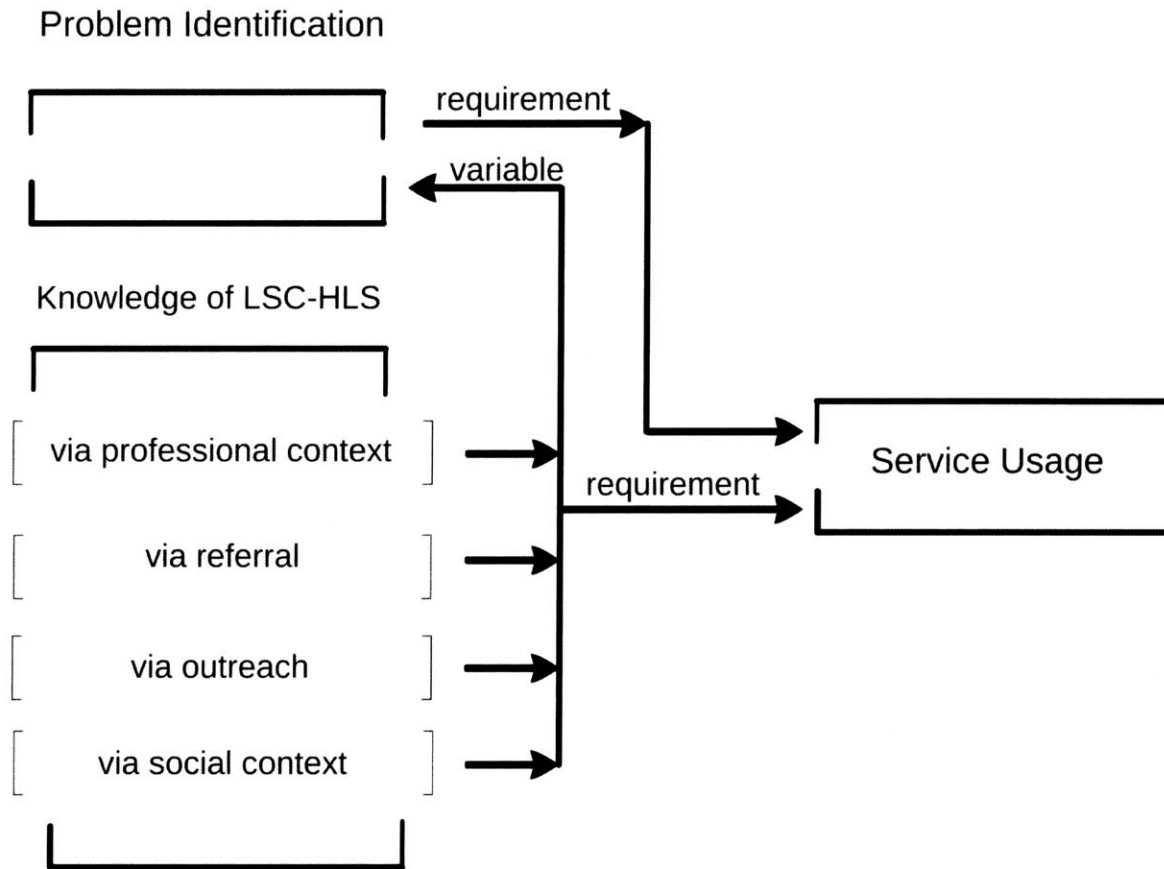 Problem Identification
requirement
variable
Knowledge of LSC-HLS
via professional context
Service Usage
requirement
via referral
via outreach
via social context